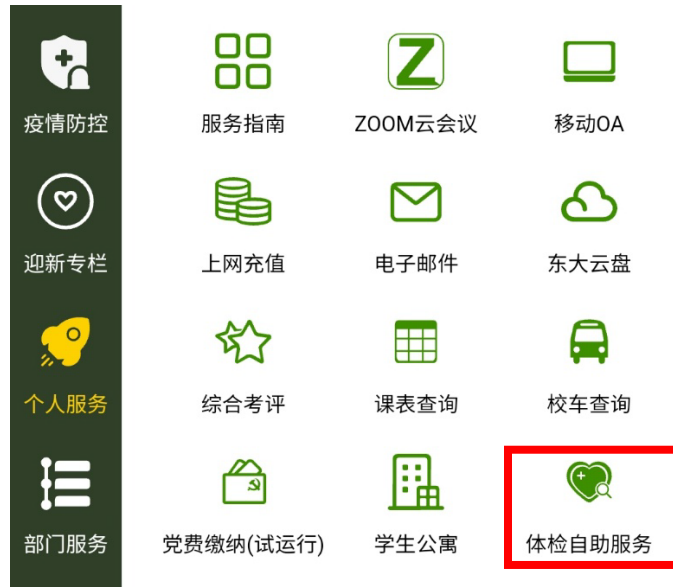 疫情防控
服务指南
ZOOM云会议
移动OA
迎新专栏
上网充值
电子邮件
东大云盘
个人服务
综合考评
课表查询
校车查询
部门服务
党费缴纳(试运行)
学生公寓
体检自助服务